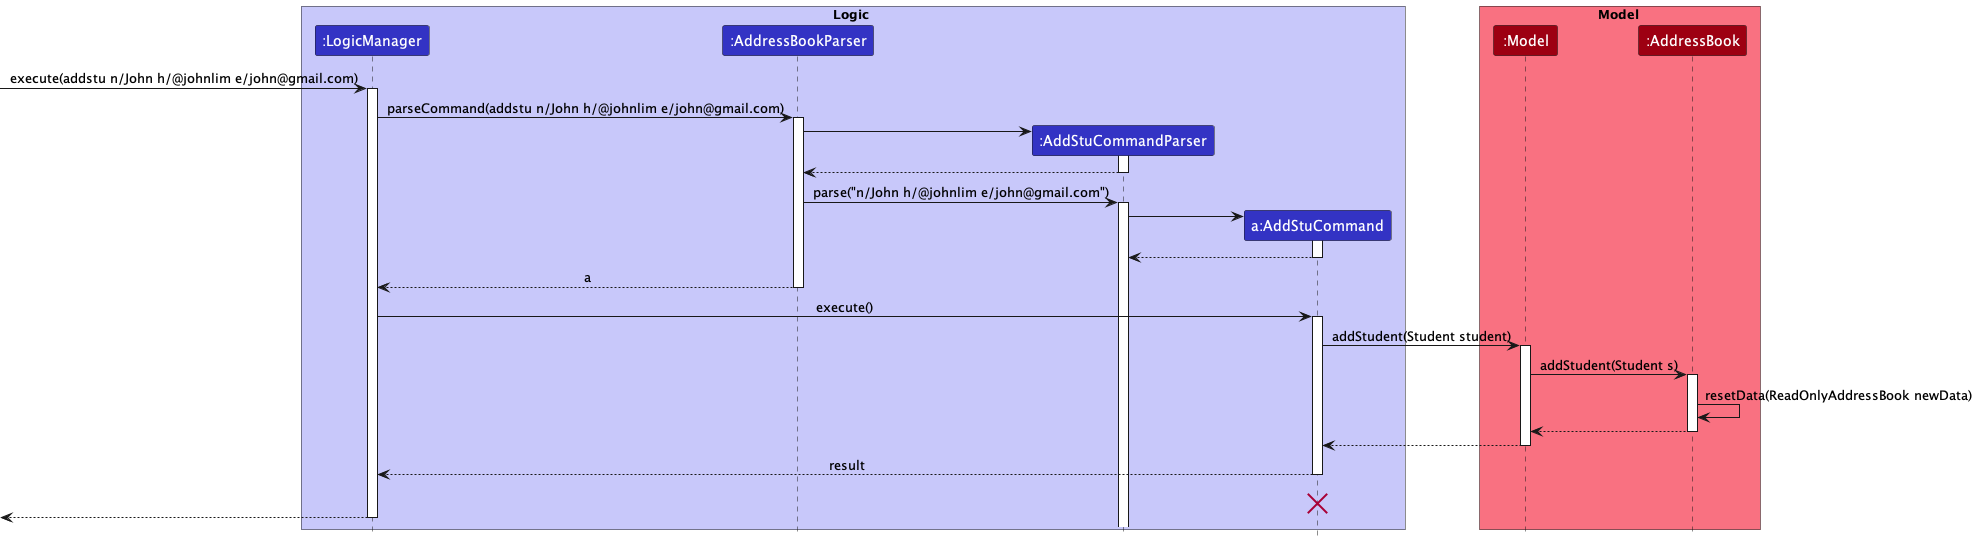 Logic
Model
:LogicManager
:AddressBookParser
:Model
:AddressBook
execute(addstu n/John h/@johnlim e/john@gmail.com)
parseCommand(addstu n/John h/@johnlim e/john@gmail.com)
:AddStuCommandParser
parse("n/John h/@johnlim e/john@gmail.com")
a:AddStuCommand
a
execute()
addStudent(Student student)
addStudent(Student s)
resetData(ReadOnlyAddressBook newData)
result